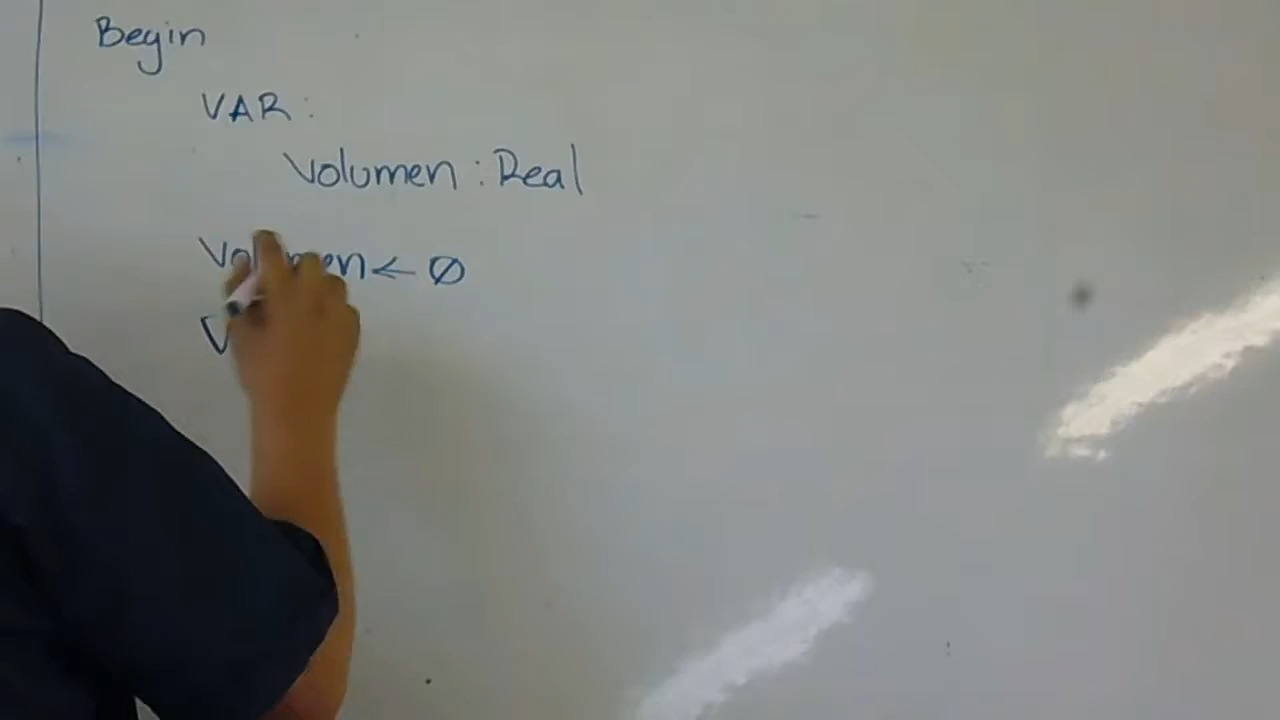 Begin
VAR:
Volumen : Real
Volumen ← Ø
V